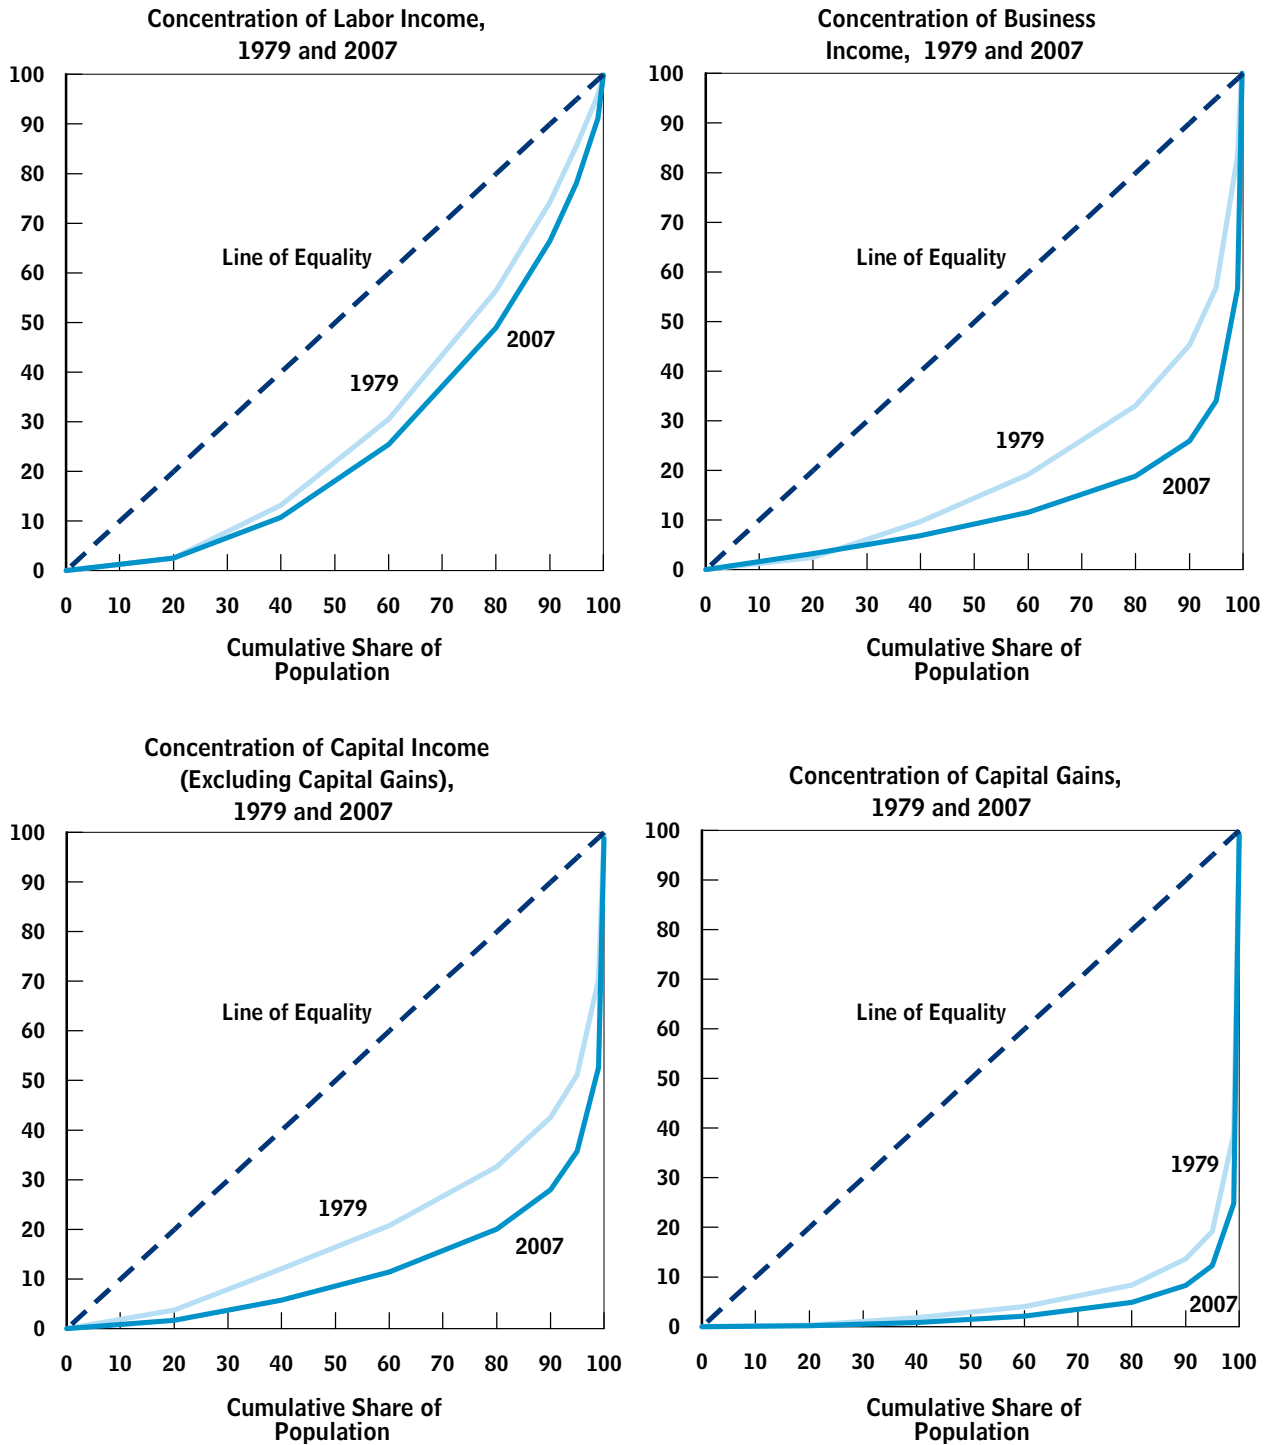 Concentration of Labor Income,
1979 and 2007
100
90
80
70
60
50
40
30
20
10
0
Line of Equality
1979
2007
0 10 20 30 40 50 60 70 80 90 100
Cumulative Share of
Population
Concentration of Business
Income, 1979 and 2007
100
90
80
70
60
50
40
30
20
10
0
Line of Equality
1979
2007
0 10 20 30 40 50 60 70 80 90 100
Cumulative Share of
Population
Concentration of Capital Income
(Excluding Capital Gains),
1979 and 2007
100
90
80
70
60
50
40
30
20
10
0
Line of Equality
1979
2007
0 10 20 30 40 50 60 70 80 90 100
Cumulative Share of
Population
Concentration of Capital Gains,
1979 and 2007
100
90
80
70
60
50
40
30
20
10
0
Line of Equality
1979
2007
0 10 20 30 40 50 60 70 80 90 100
Cumulative Share of
Population